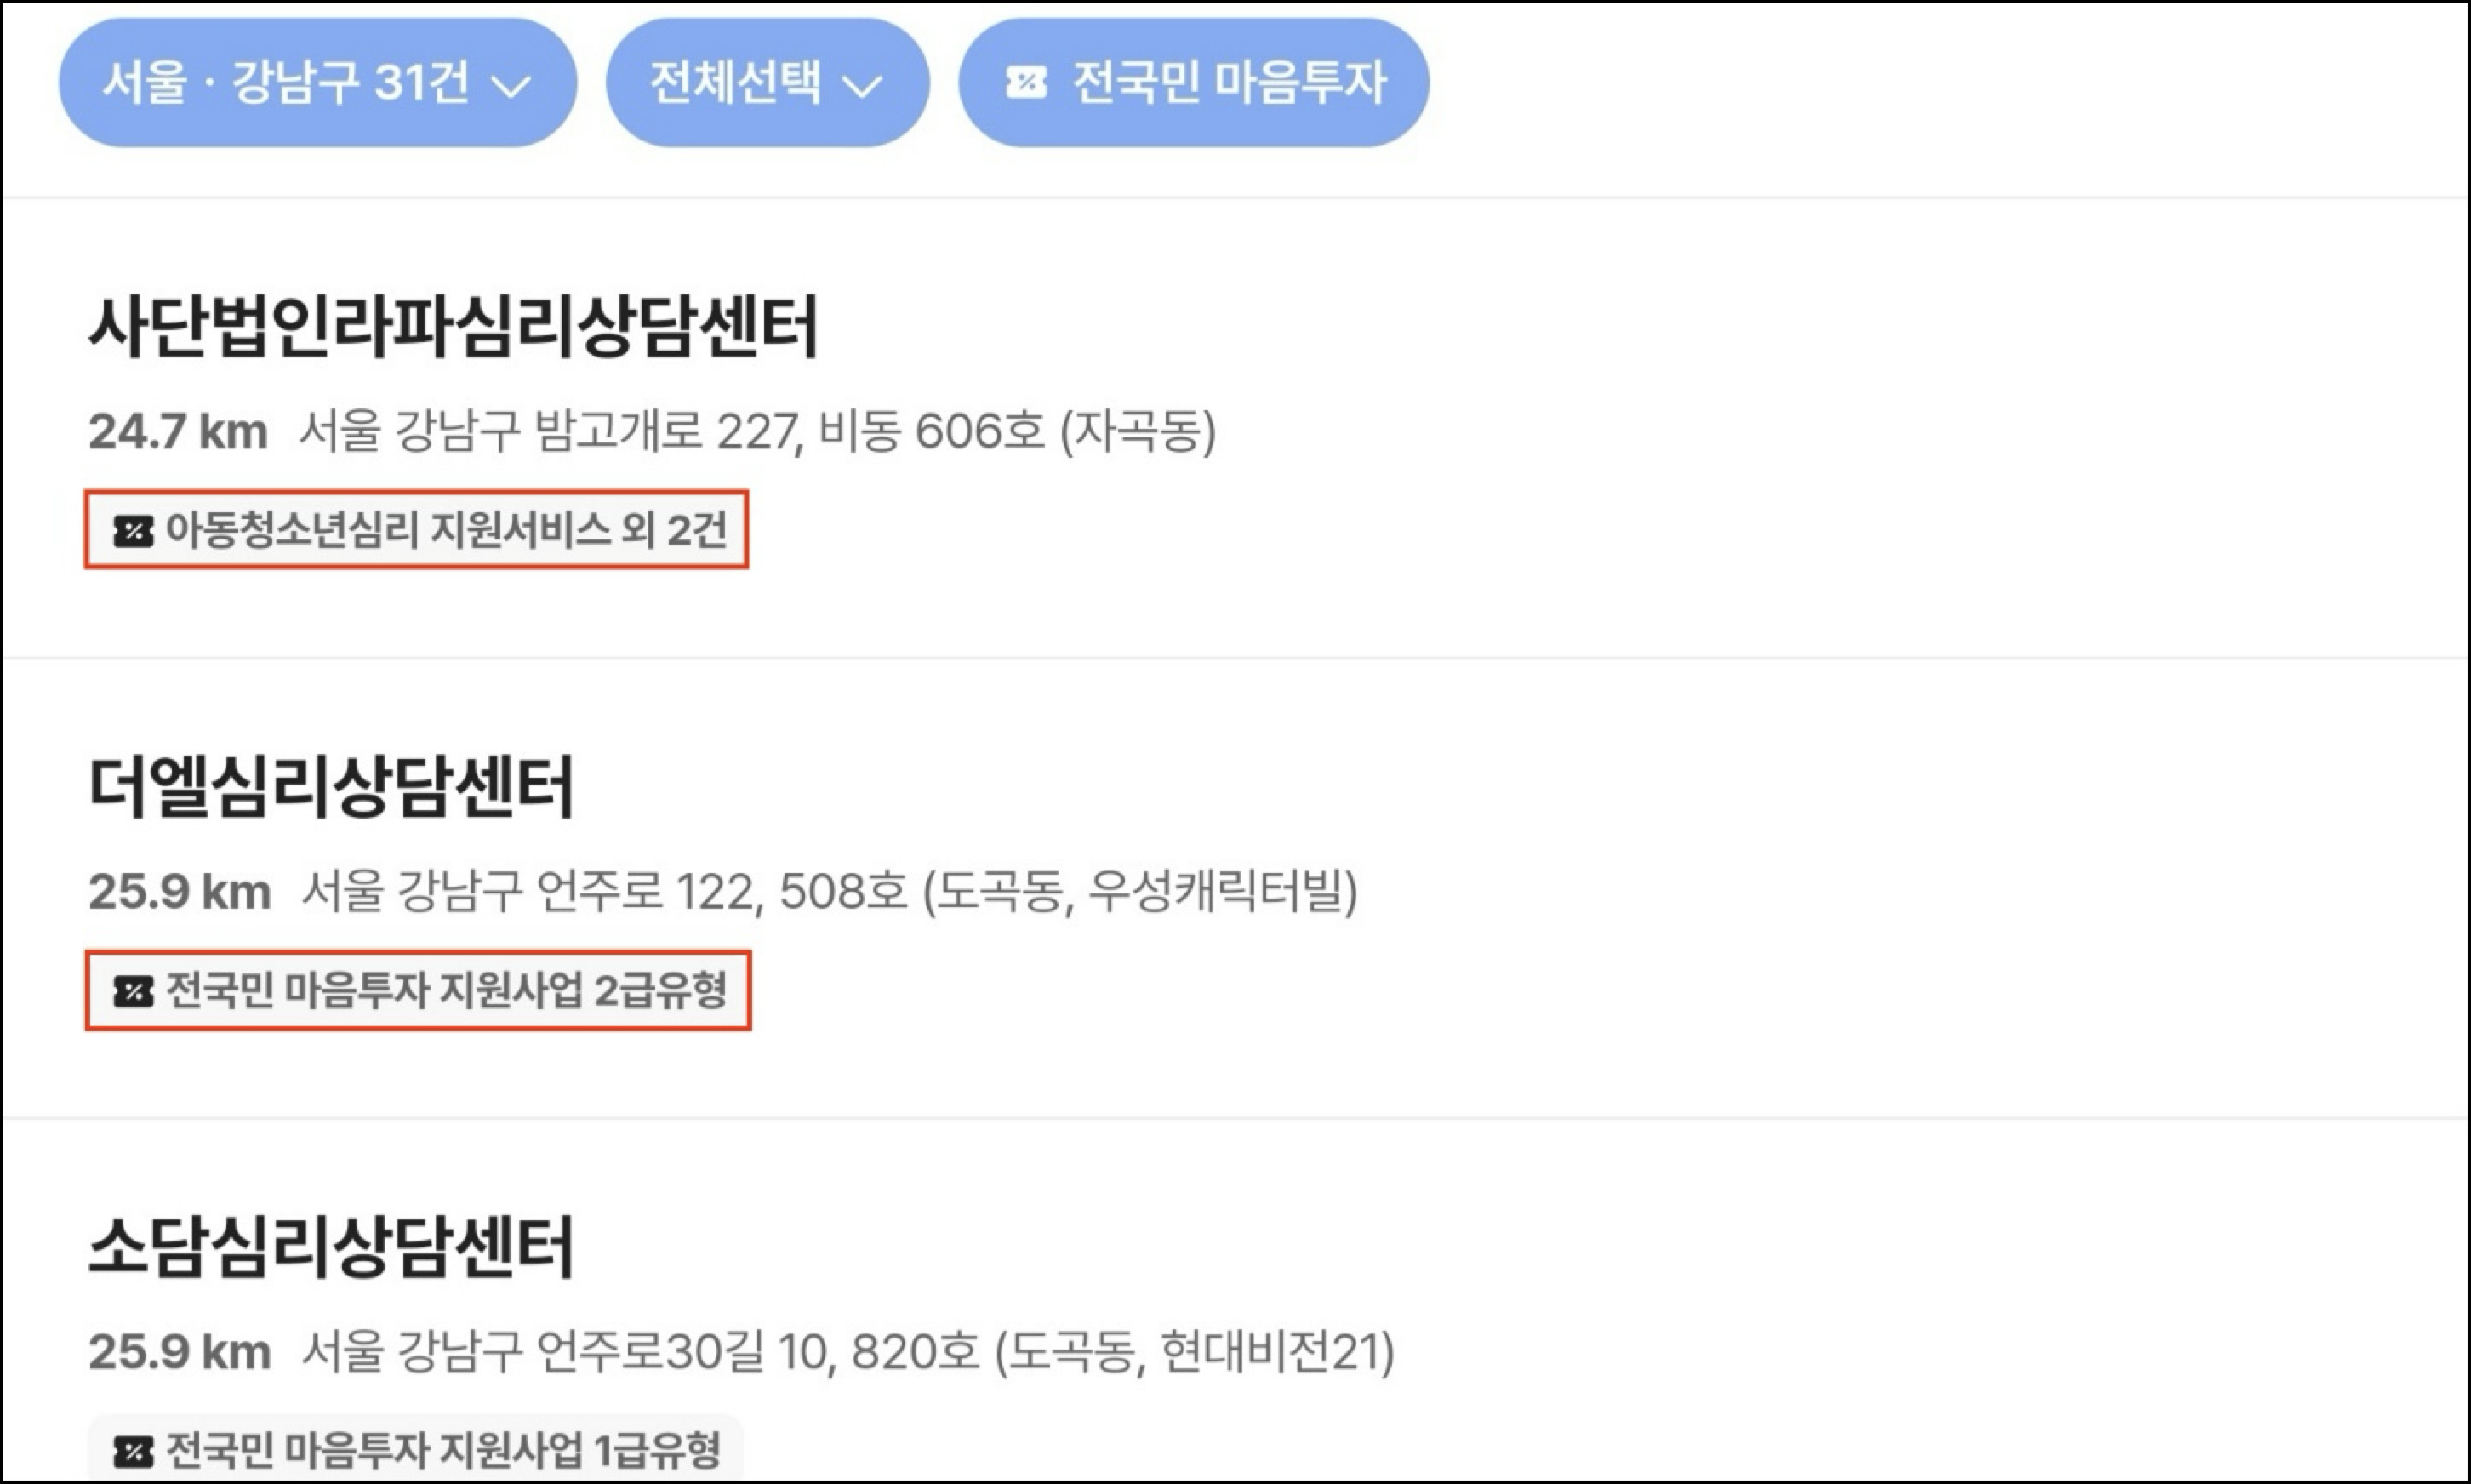 서울 · 강남구 31건 전체선택 전국민 마음투자
사단법인라파심리상담센터
24.7 km 서울 강남구 밤고개로 227, 비동 606호 (자곡동)
아동청소년심리 지원서비스 외 2건
더엘심리상담센터
25.9 km 서울 강남구 언주로 122, 508호 (도곡동, 우성캐릭터빌)
전국민 마음투자 지원사업 2급유형
소담심리상담센터
25.9 km 서울 강남구 언주로30길 10, 820호 (도곡동, 현대비전21)
전국민 마음투자 지원사업 1급유형